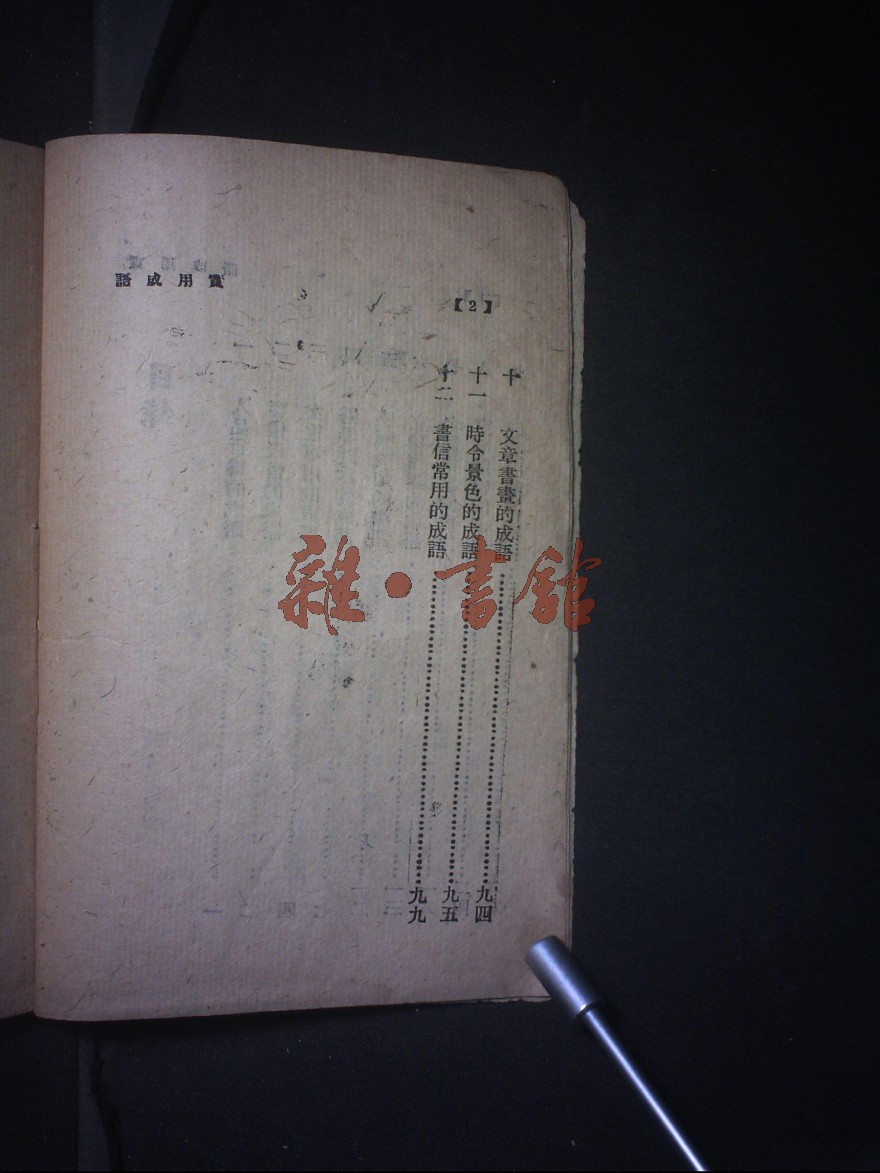 實用成語
【2】
十 文章書畫的成語……九四
十一 時令景色的成語……九五
十二 書信常用的成語……九九
雜·書館